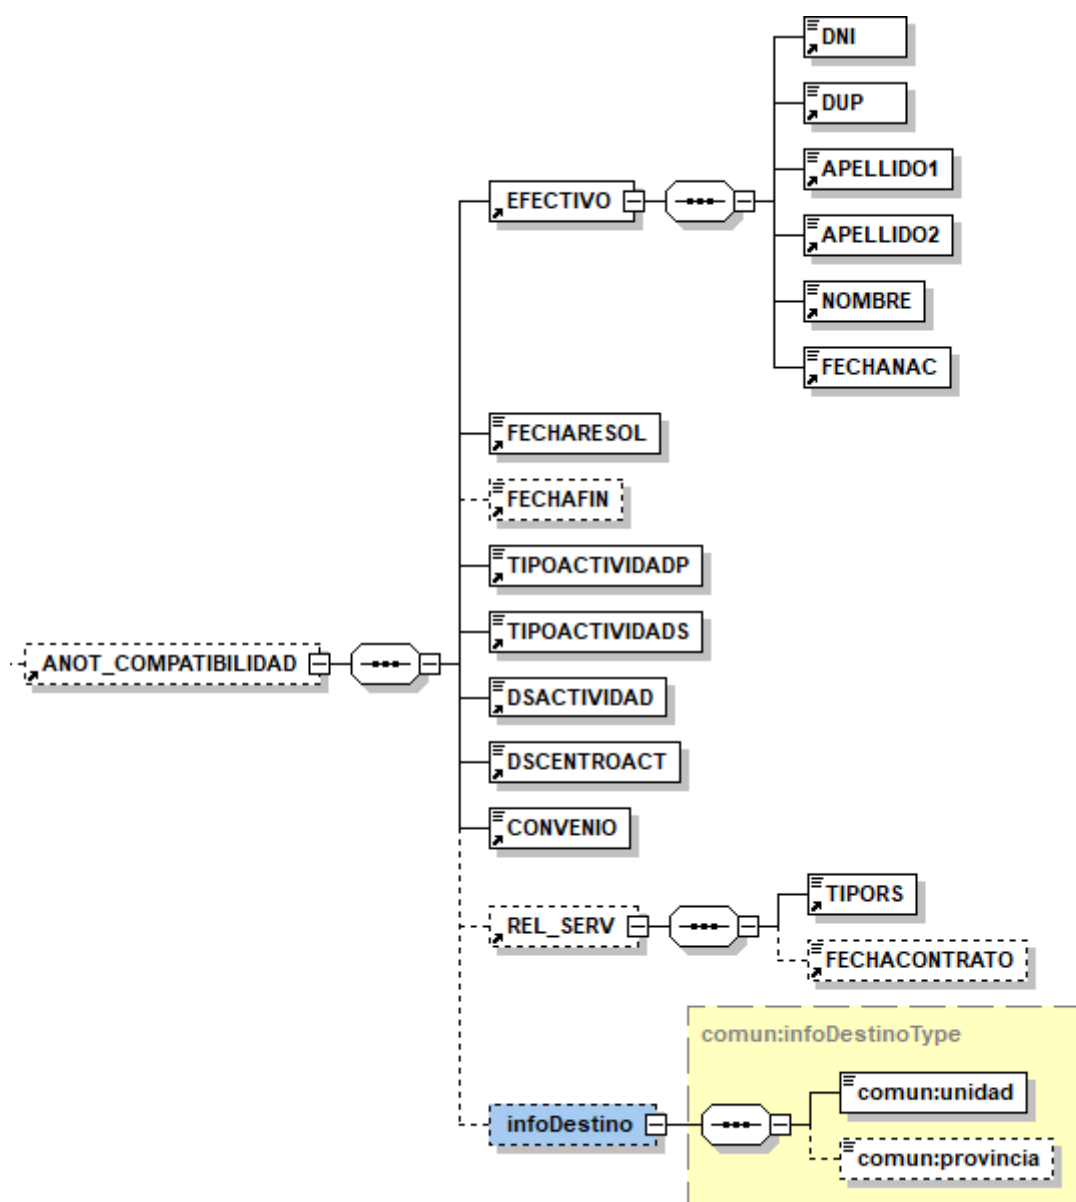 DNI
DUP
APELLIDO1
EFECTIVO
APELLIDO2
NOMBRE
FECHANAC
FECHARESOL
FECHAFIN
TIPOACTIVIDADP
TIPOACTIVIDADS
ANOT_COMPATIBILIDAD
DSACTIVIDAD
DSCENTROACT
CONVENIO
TIPORS
REL_SERV
FECHACONTRATO
comun:infoDestinoType
comun:unidad
infoDestino
comun:provincia